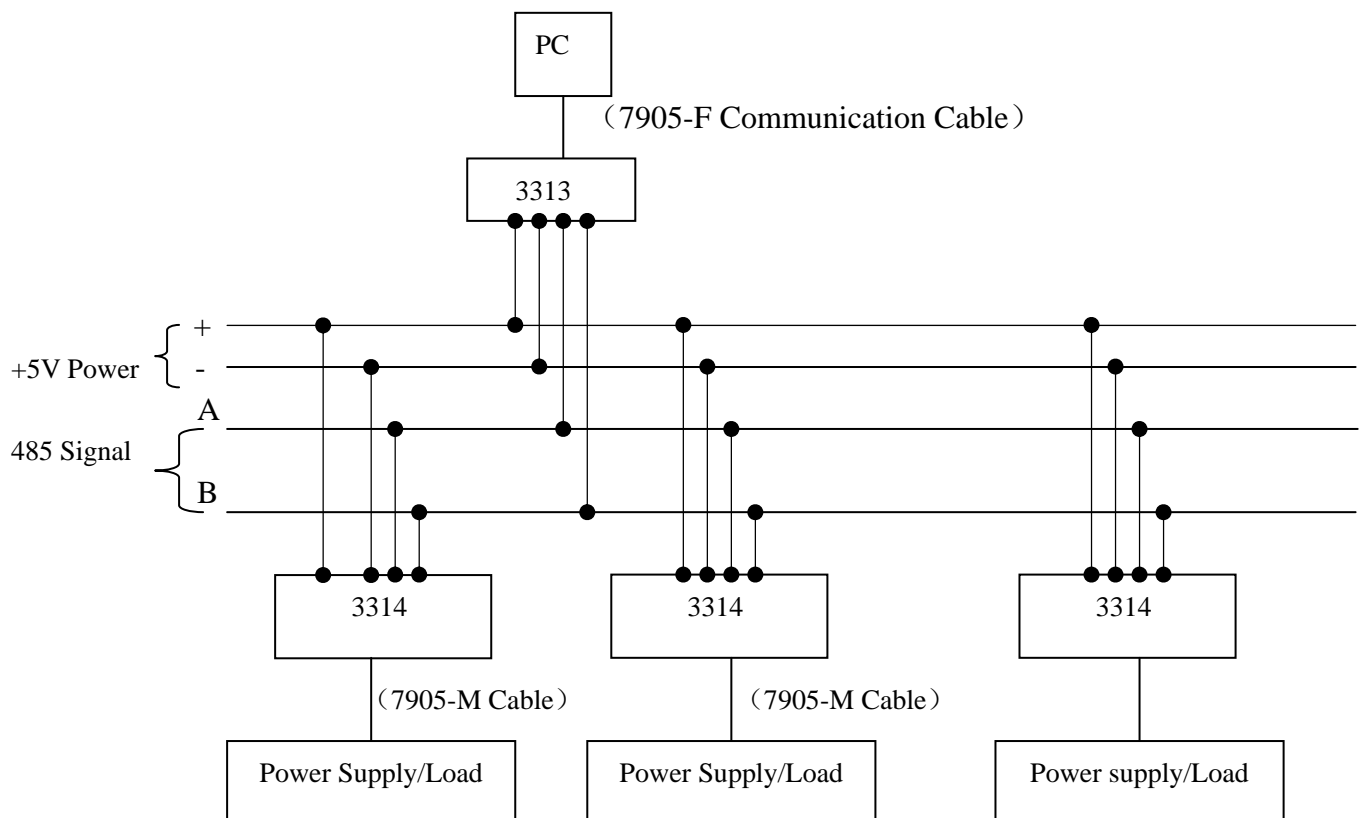 PC
（7905-F Communication Cable）
3313
+
+5V Power
-
A
485 Signal
B
3314
3314
3314
（7905-M Cable）
（7905-M Cable）
Power Supply/Load
Power Supply/Load
Power supply/Load